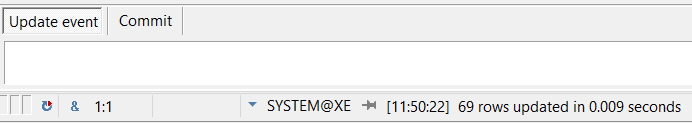 Update event Commit
& 1:1 SYSTEM@XE [11:50:22] 69 rows updated in 0.009 seconds